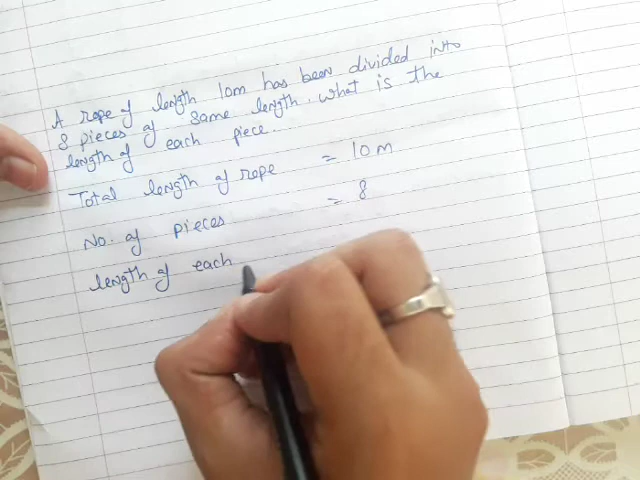 A rope of length 10m has been divided into
8 pieces of same length. what is the
length of each piece.
Total length of rope = 10 m
No. of pieces = 8
length of each